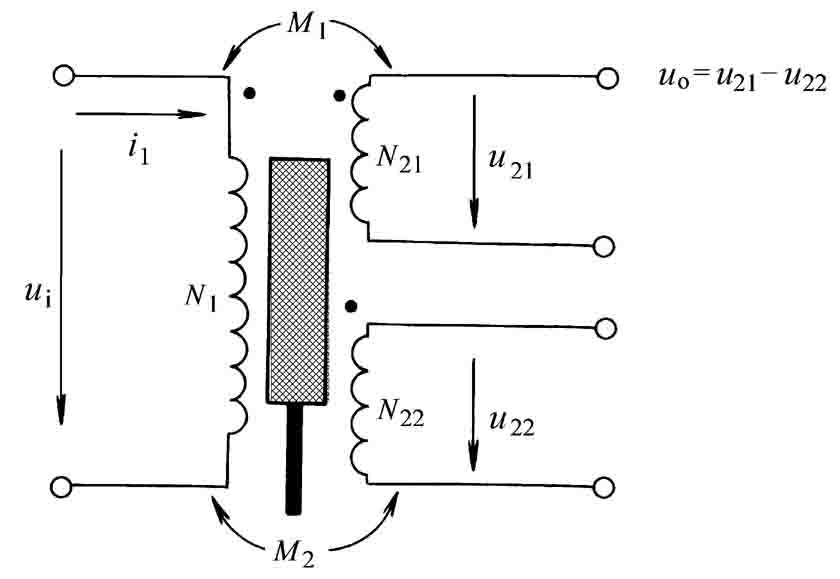 M₁
uₒ=u₂₁−u₂₂
i₁
N₂₁
u₂₁
uᵢ
N₁
N₂₂
u₂₂
M₂